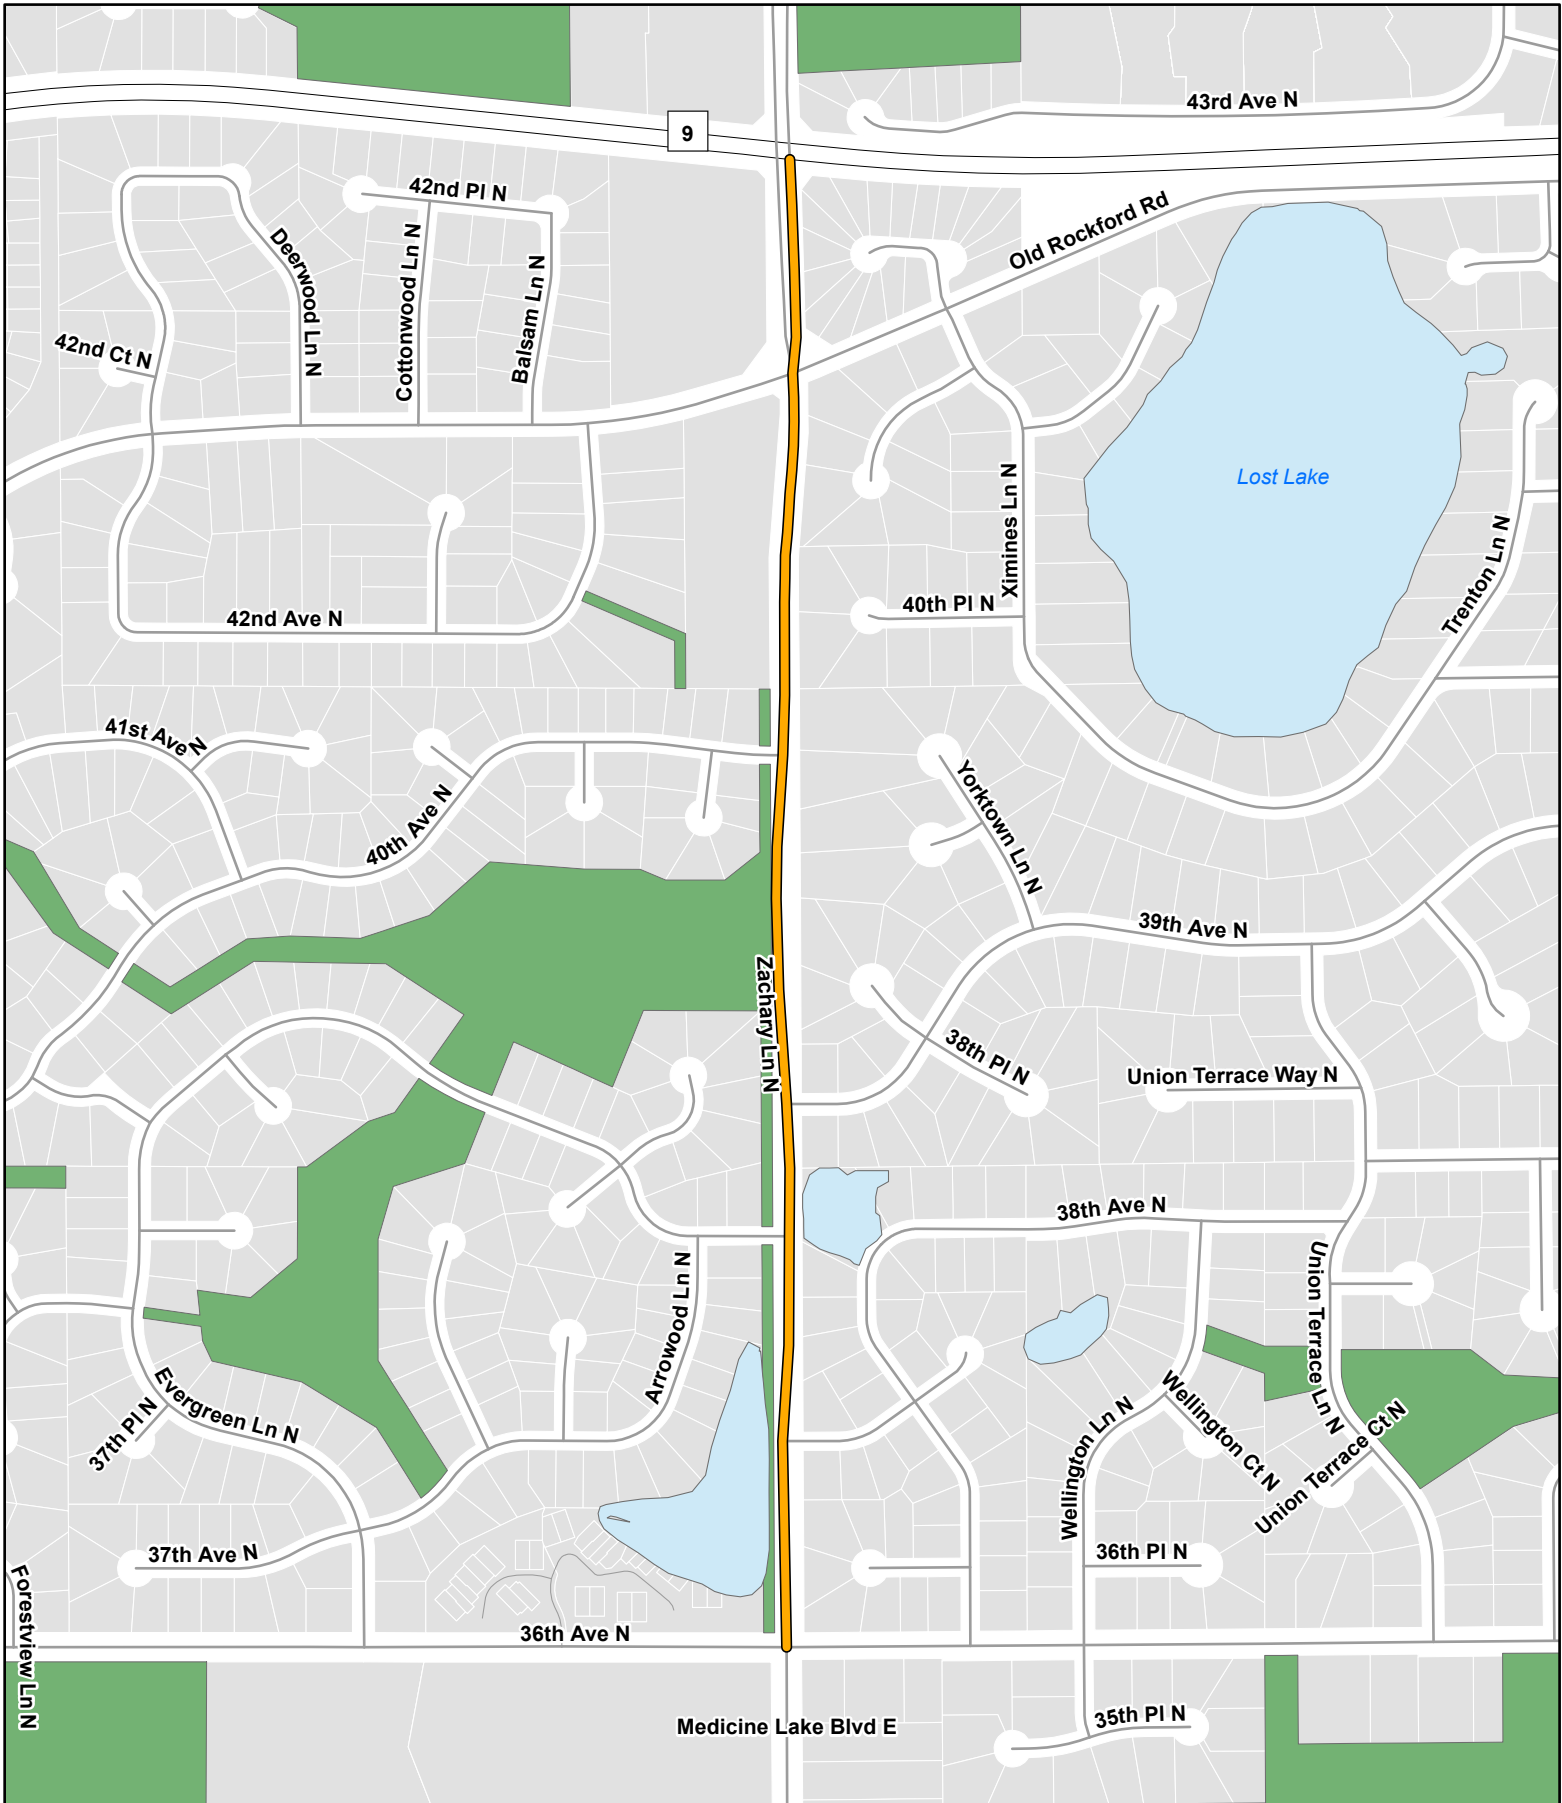 43rd Ave N
9
42nd Pl N
Old Rockford Rd
Deerwood Ln N
Cottonwood Ln N
Balsam Ln N
42nd Ct N
Lost Lake
Ximines Ln N
Trenton Ln N
40th Pl N
42nd Ave N
41st Ave N
40th Ave N
Yorktown Ln N
39th Ave N
Zachary Ln N
38th Pl N
Union Terrace Way N
38th Ave N
Union Terrace Ln N
Arrowood Ln N
Evergreen Ln N
37th Pl N
Wellington Ln N
Wellington Ct N
Union Terrace Ct N
37th Ave N
36th Pl N
Forestview Ln N
36th Ave N
Medicine Lake Blvd E
35th Pl N